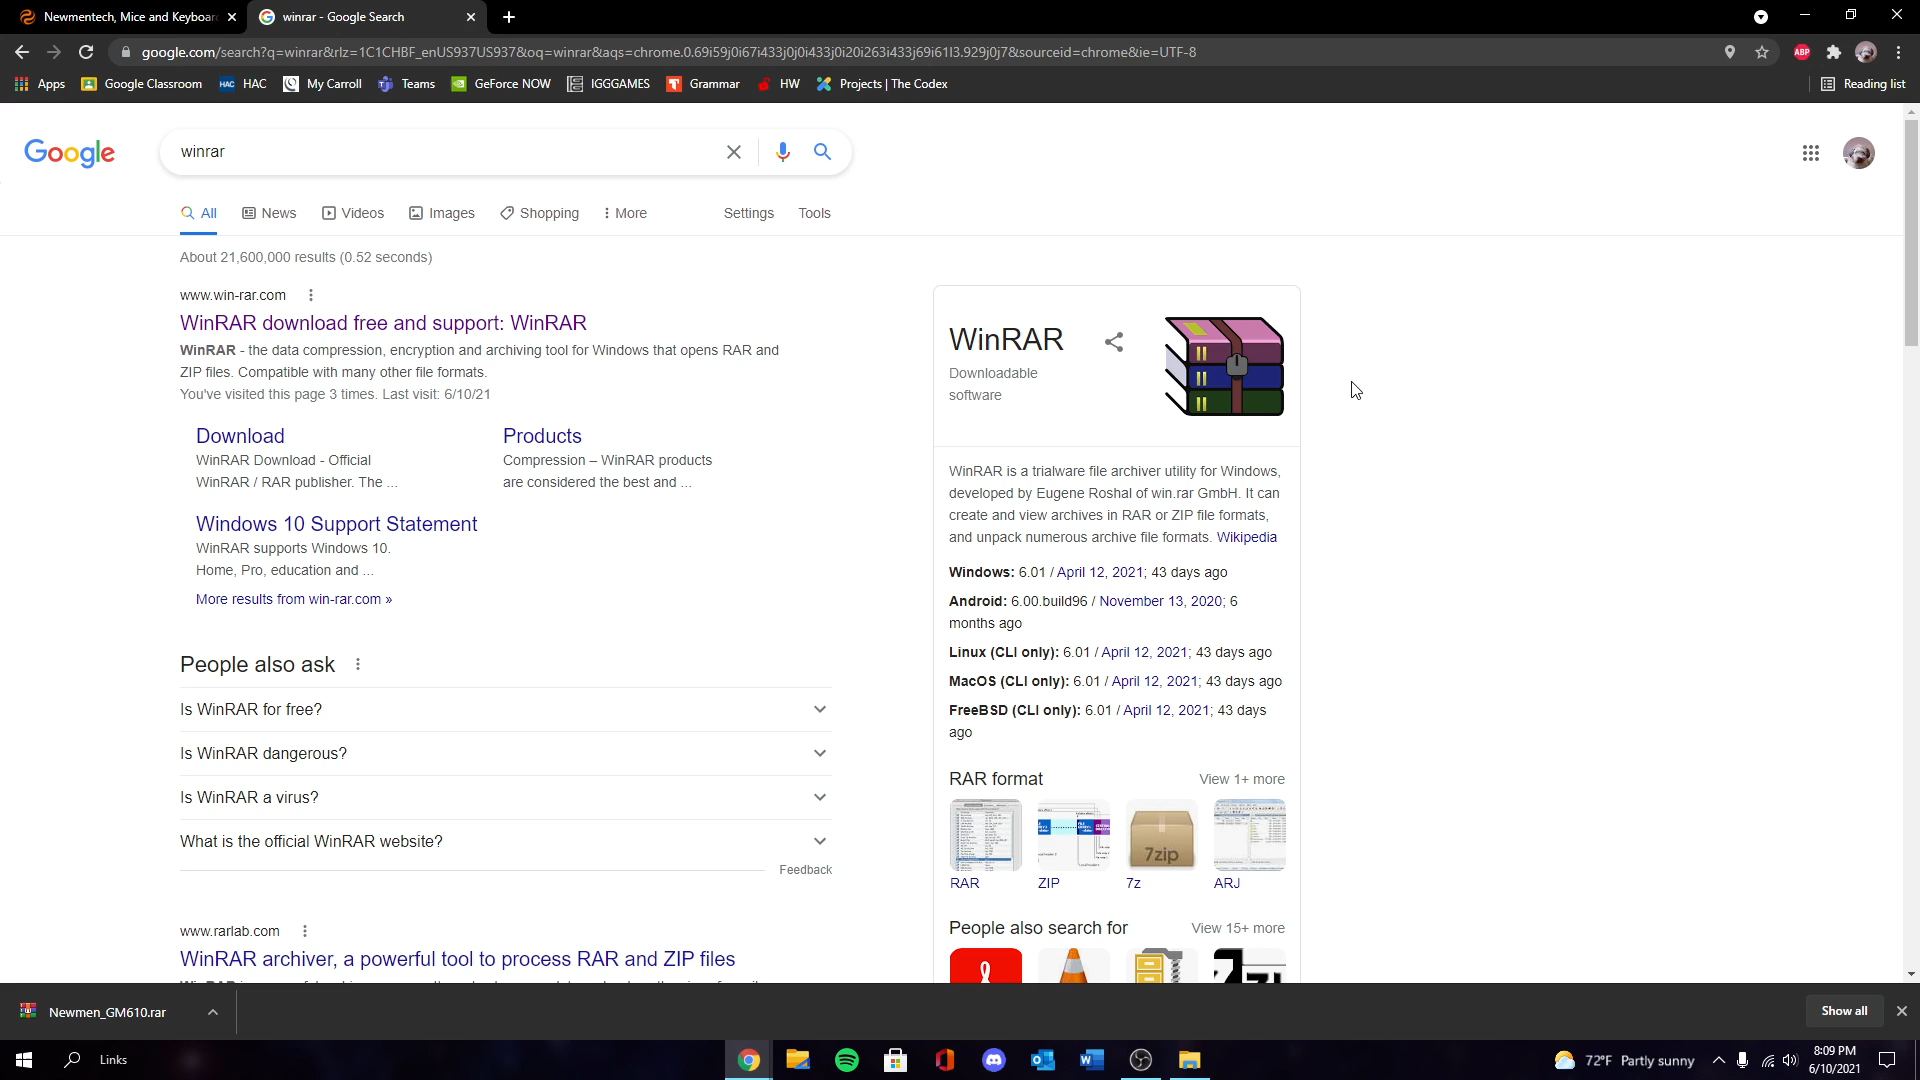 Newmentech, Mice and Keyboar
winrar - Google Search
google.com/search?q=winrar&rlz=1C1CHBF_enUS937US937&oq=winrar&aqs=chrome.0.69i59j0i67i433j0j0i433j0i20i263i433j69i61l3.929j0j7&sourceid=chrome&ie=UTF-8
ABP
Apps
Google Classroom
HAC HAC
My Carroll
Teams
GeForce NOW
IGGGAMES
Grammar
HW
Projects | The Codex
Reading list
Google
winrar
All
News
Videos
Images
Shopping
More
Settings
Tools
About 21,600,000 results (0.52 seconds)
www.win-rar.com
WinRAR download free and support: WinRAR
WinRAR - the data compression, encryption and archiving tool for Windows that opens RAR and
ZIP files. Compatible with many other file formats.
You've visited this page 3 times. Last visit: 6/10/21
Download
WinRAR Download - Official
WinRAR / RAR publisher. The ...
Products
Compression – WinRAR products
are considered the best and ...
Windows 10 Support Statement
WinRAR supports Windows 10.
Home, Pro, education and ...
More results from win-rar.com »
People also ask
Is WinRAR for free?
Is WinRAR dangerous?
Is WinRAR a virus?
What is the official WinRAR website?
Feedback
www.rarlab.com
WinRAR archiver, a powerful tool to process RAR and ZIP files
WinRAR
Downloadable
software
WinRAR is a trialware file archiver utility for Windows,
developed by Eugene Roshal of win.rar GmbH. It can
create and view archives in RAR or ZIP file formats,
and unpack numerous archive file formats. Wikipedia
Windows: 6.01 / April 12, 2021; 43 days ago
Android: 6.00.build96 / November 13, 2020; 6
months ago
Linux (CLI only): 6.01 / April 12, 2021; 43 days ago
MacOS (CLI only): 6.01 / April 12, 2021; 43 days ago
FreeBSD (CLI only): 6.01 / April 12, 2021; 43 days
ago
RAR format
View 1+ more
7zip
RAR
ZIP
7z
ARJ
People also search for
View 15+ more
Newmen_GM610.rar
Show all
Links
72°F Partly sunny
8:09 PM
6/10/2021